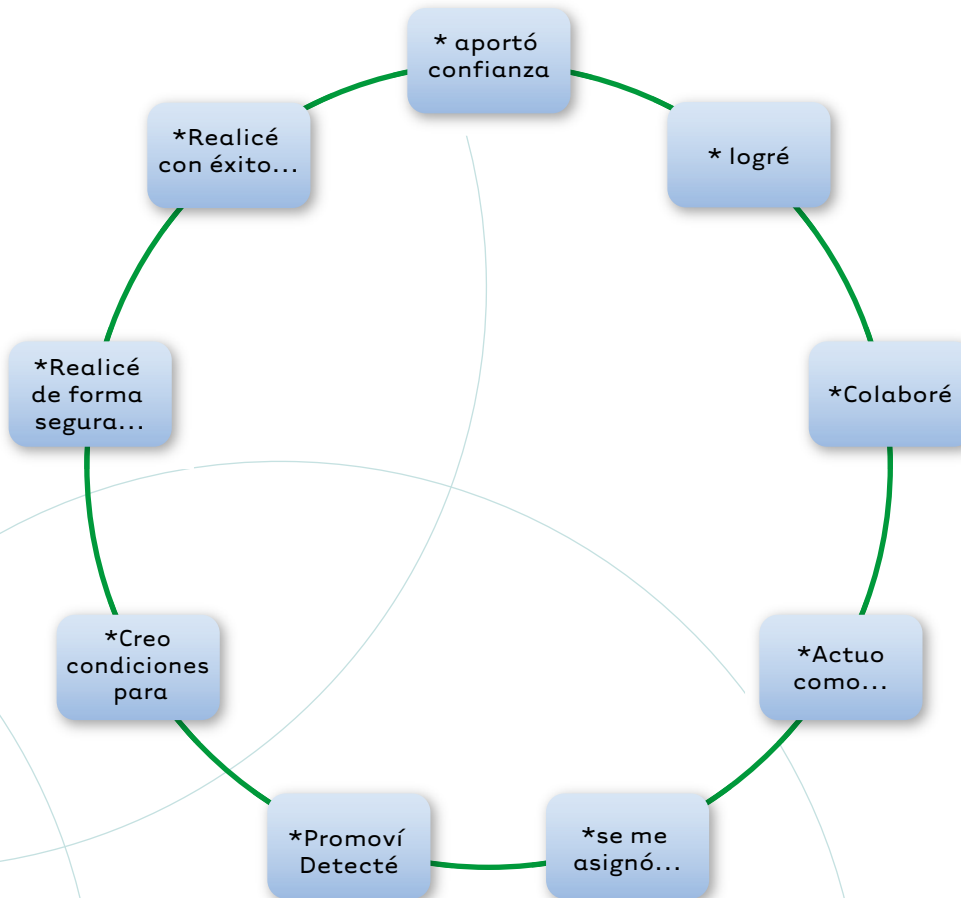 * aportó
confianza
* logré
*Colaboré
*Actuo
como...
*se me
asignó...
*Promoví
Detecté
*Creo
condiciones
para
*Realicé
de forma
segura...
*Realicé
con éxito...